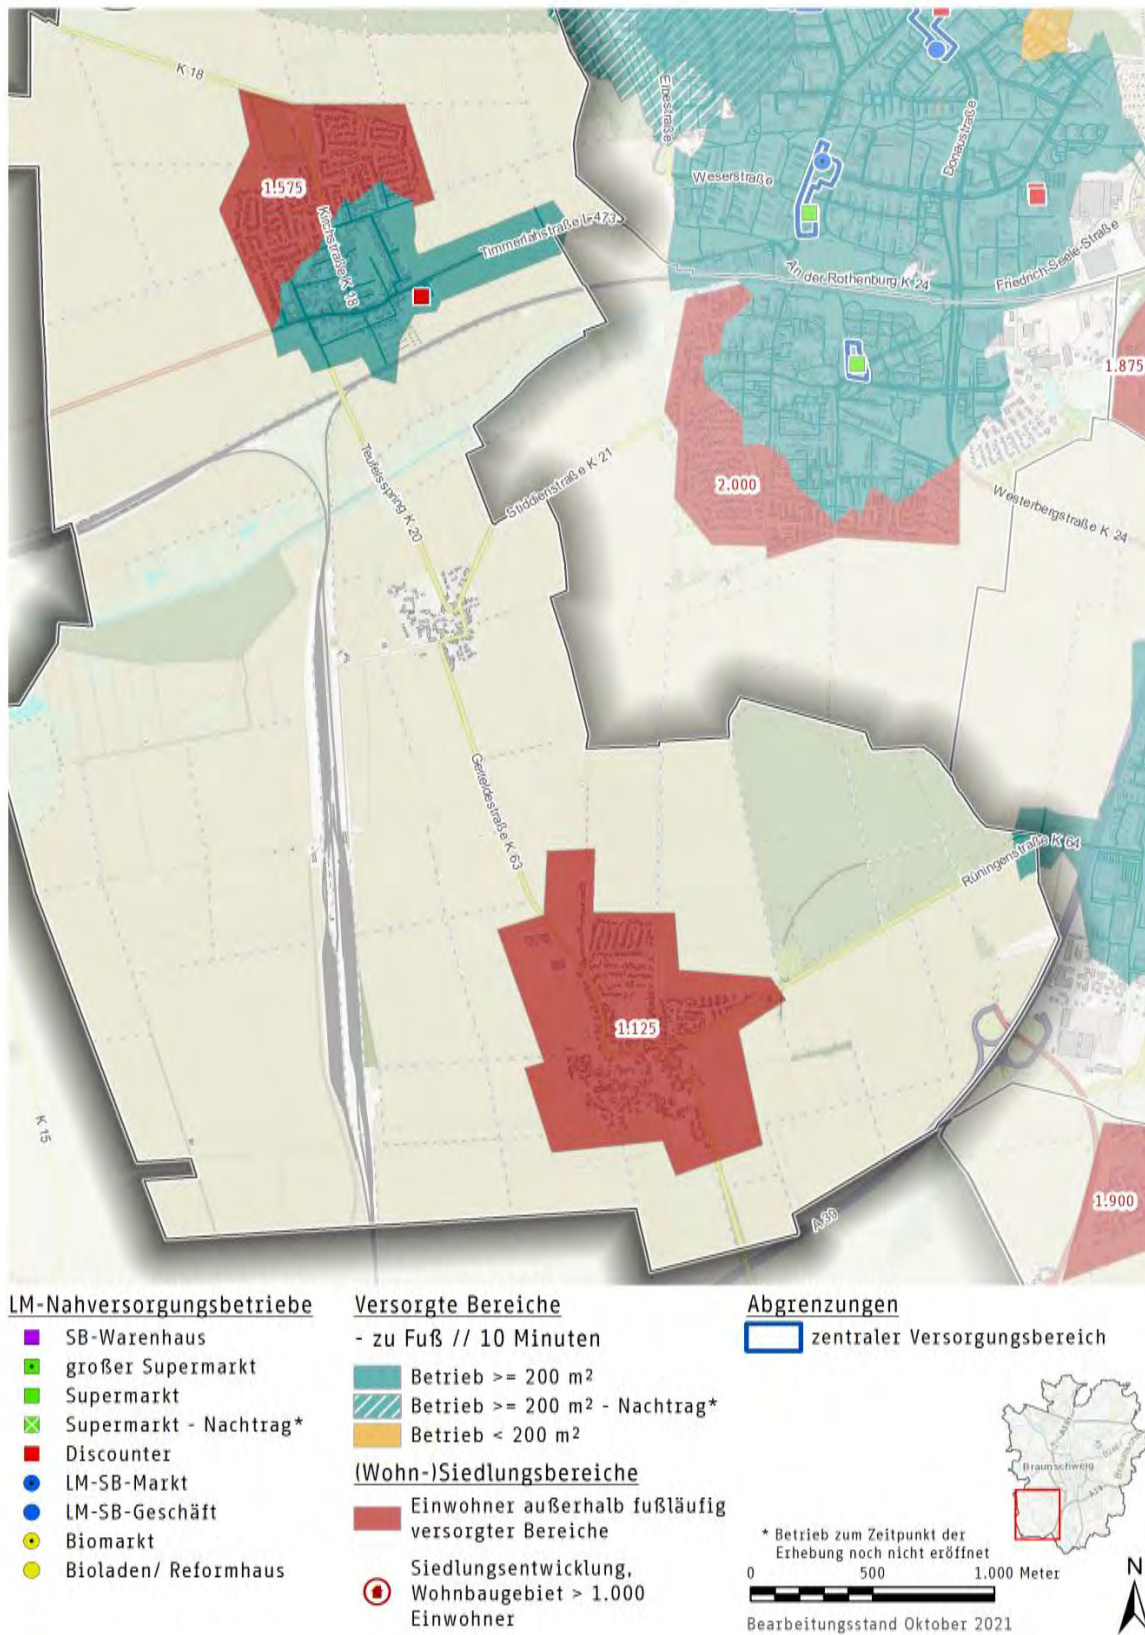 K 18
Elbestraße
Donaustraße
Weserstraße
1.575
Kirchstraße K 18
Timmerlahstraße L 473
An der Rothenburg K 24
Friedrich-Seele-Straße
1.875
Teufelsspring K 20
Stiddienstraße K 21
2.000
Westerbergstraße K 24
Geiteldestraße K 63
Rüningenstraße K 64
1.125
K 15
A 39
1.900
LM-Nahversorgungsbetriebe
SB-Warenhaus
großer Supermarkt
Supermarkt
Supermarkt - Nachtrag*
Discounter
LM-SB-Markt
LM-SB-Geschäft
Biomarkt
Bioladen/ Reformhaus
Versorgte Bereiche
- zu Fuß // 10 Minuten
Betrieb >= 200 m²
Betrieb >= 200 m² - Nachtrag*
Betrieb < 200 m²
(Wohn-)Siedlungsbereiche
Einwohner außerhalb fußläufig
versorgter Bereiche
Siedlungsentwicklung,
Wohnbaugebiet > 1.000
Einwohner
Abgrenzungen
zentraler Versorgungsbereich
Braunschweig
* Betrieb zum Zeitpunkt der
Erhebung noch nicht eröffnet
0 500 1.000 Meter
N
Bearbeitungsstand Oktober 2021